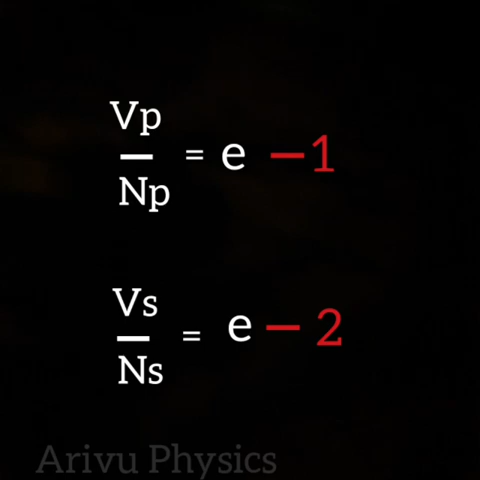 Vp
— = e — 1
Np
Vs
— = e — 2
Ns
Arivu Physics